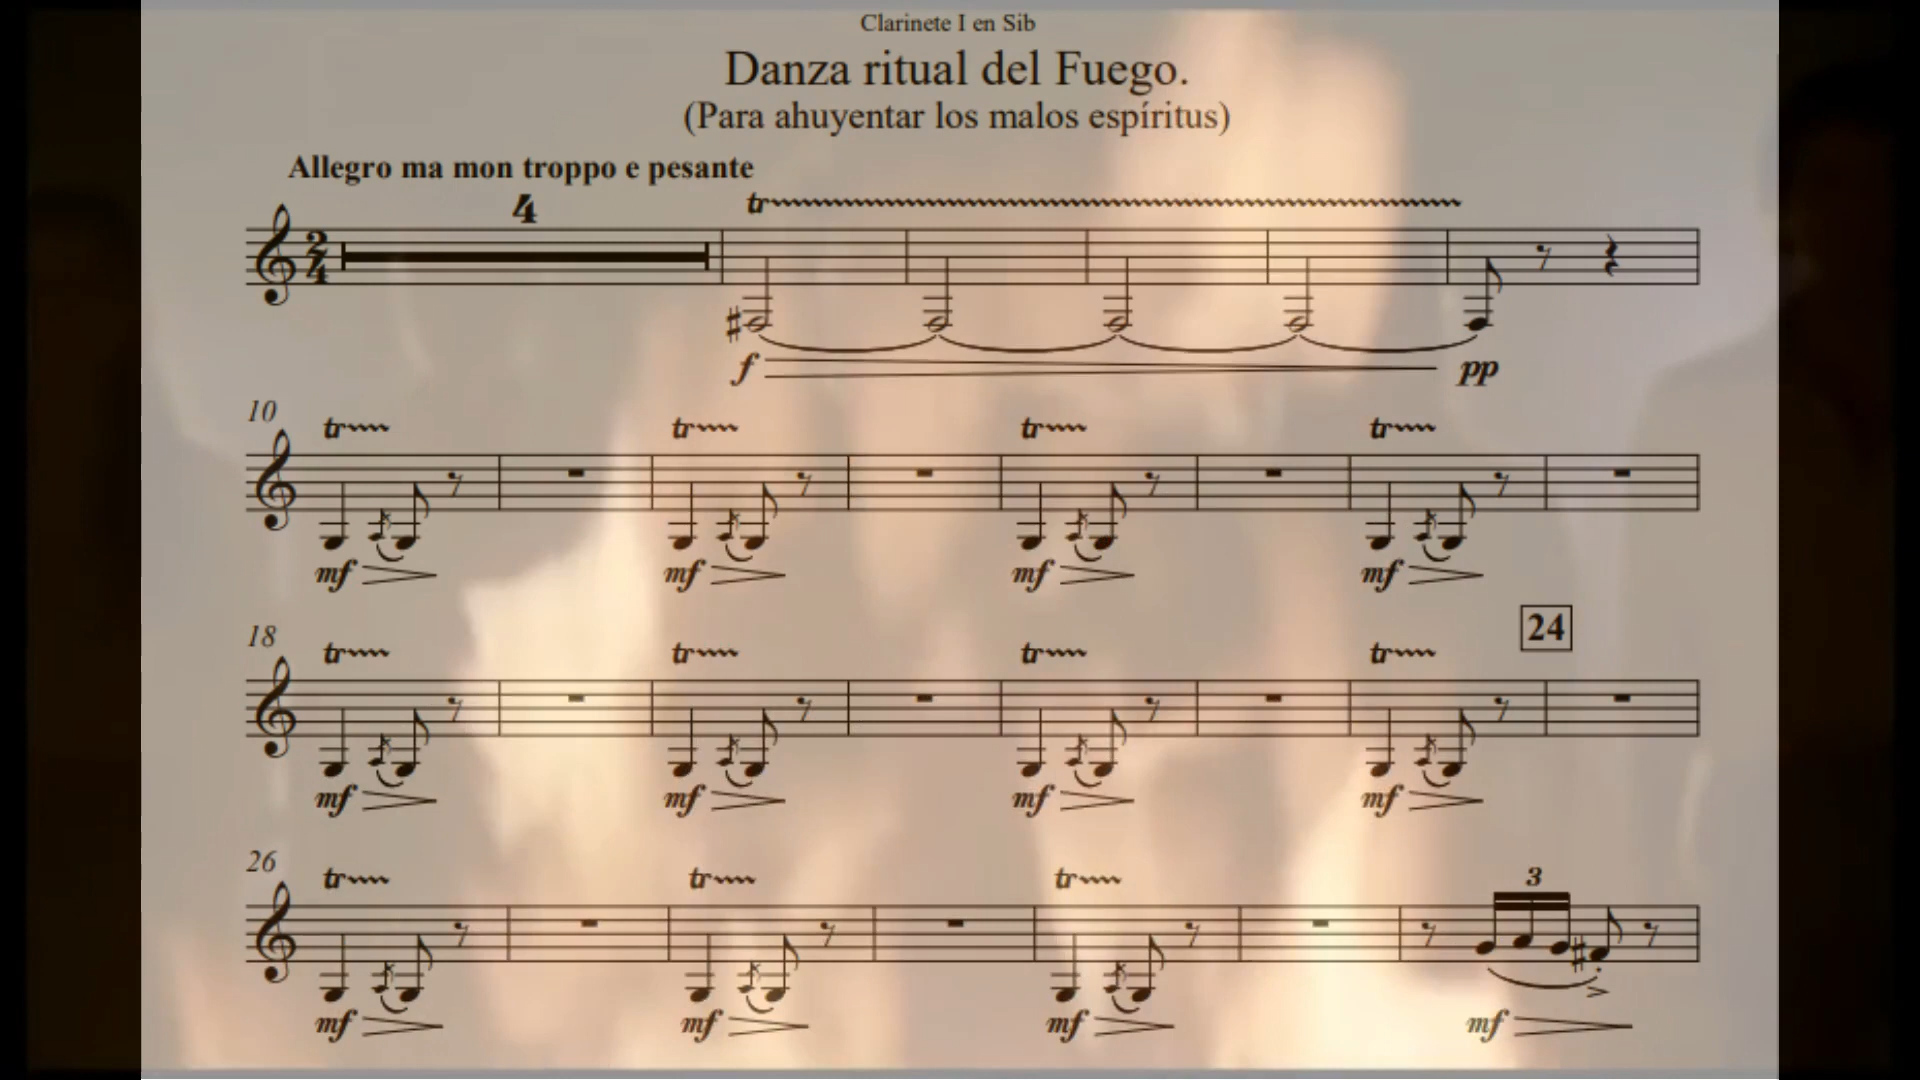 Clarinete I en Sib
Danza ritual del Fuego.
(Para ahuyentar los malos espíritus)
Allegro ma mon troppo e pesante
4
tr
2
4
f pp
10
tr tr tr tr
mf mf mf mf
18
24
tr tr tr tr
mf mf mf mf
26
tr tr tr 3
mf mf mf mf